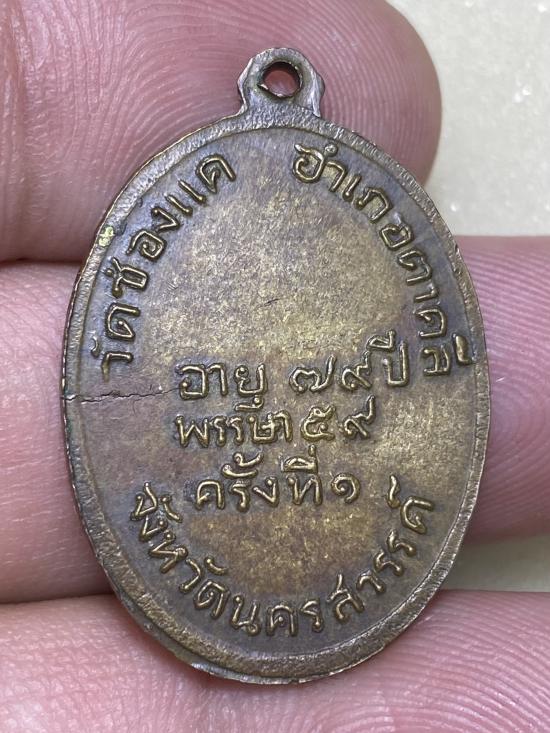 วัดช่องแค อำเภอตาคลี
อายุ ๗๙ปี
พรรษา ๕๙
ครั้งที่๑
จังหวัดนครสวรรค์